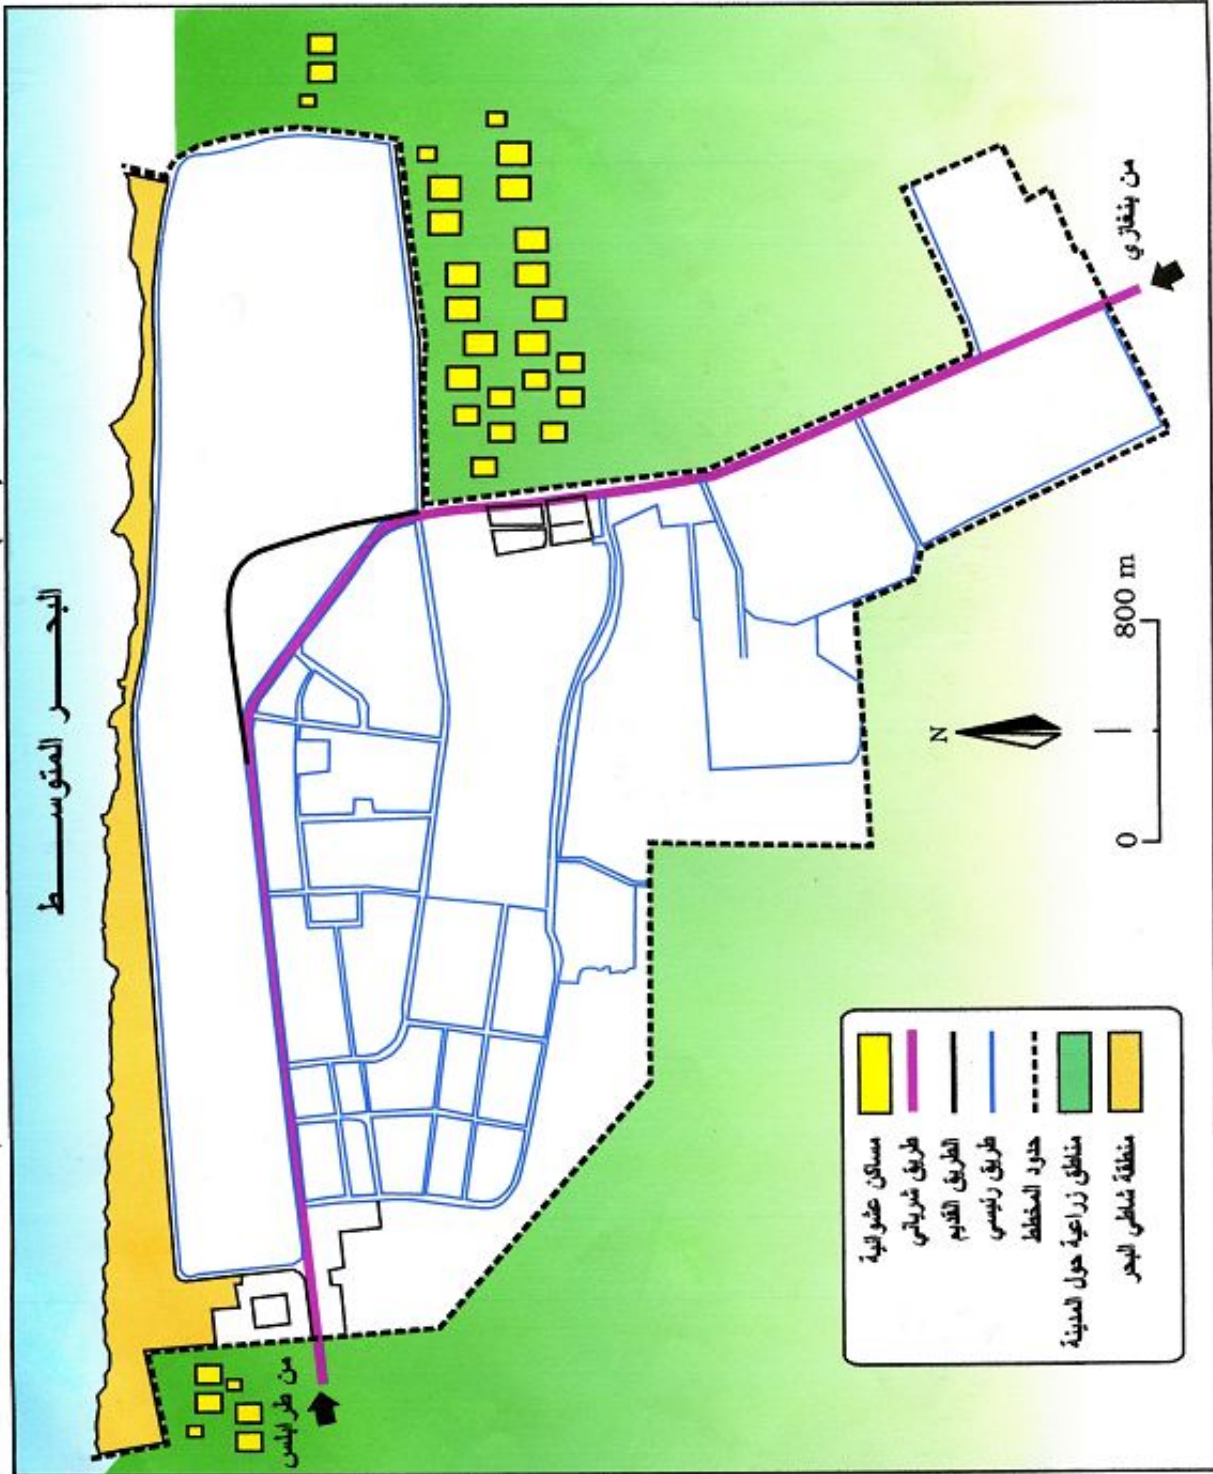 البحـــر المتوســـط
من بنغازي
من طرابلس
N
0
800 m
مساكن عشوائية
طريق شرياني
الطريق القديم
طريق رئيسي
حدود المخطط
مناطق زراعية حول المدينة
منطقة شاطئ البحر